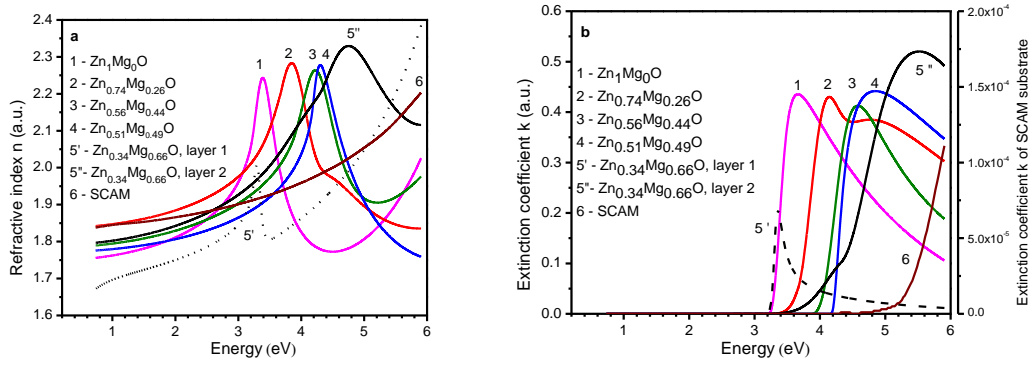 a
1 - Zn1Mg0O
2 - Zn0.74Mg0.26O
3 - Zn0.56Mg0.44O
4 - Zn0.51Mg0.49O
5' - Zn0.34Mg0.66O, layer 1
5"- Zn0.34Mg0.66O, layer 2
6 - SCAM
1
2
3
4
5"
6
5'
2.4
2.3
2.2
2.1
2.0
1.9
1.8
1.7
1.6
Refractive index n (a.u.)
1 2 3 4 5 6
Energy (eV)
b
1 - Zn1Mg0O
2 - Zn0.74Mg0.26O
3 - Zn0.56Mg0.44O
4 - Zn0.51Mg0.49O
5'- Zn0.34Mg0.66O, layer 1
5"- Zn0.34Mg0.66O, layer 2
6 - SCAM
1
2
3
4
5"
5'
6
0.6
0.5
0.4
0.3
0.2
0.1
0.0
Extinction coefficient k (a.u.)
1 2 3 4 5 6
Energy (eV)
2.0x10-4
1.5x10-4
1.0x10-4
5.0x10-5
0.0
Extinction coefficient k of SCAM substrate